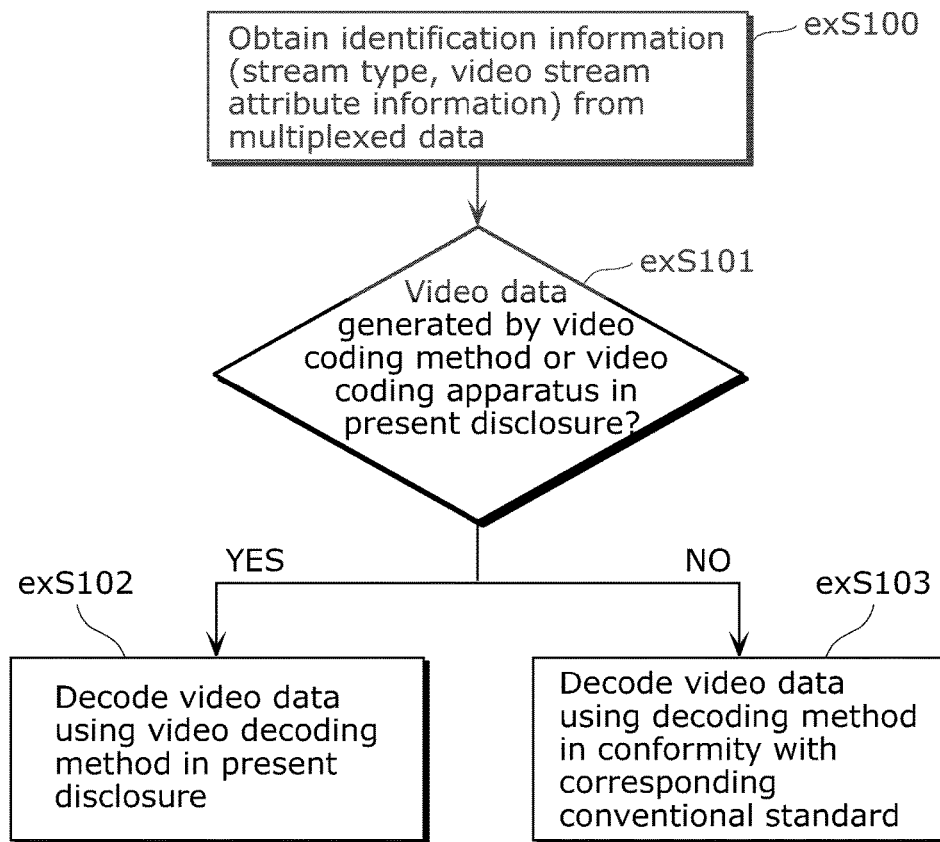 exS100
Obtain identification information
(stream type, video stream
attribute information) from
multiplexed data
exS101
Video data
generated by video
coding method or video
coding apparatus in
present disclosure?
YES
NO
exS102
exS103
Decode video data
using video decoding
method in present
disclosure
Decode video data
using decoding method
in conformity with
corresponding
conventional standard